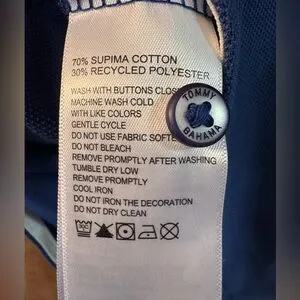 70% SUPIMA COTTON
30% RECYCLED POLYESTER
WASH WITH BUTTONS
MACHINE WASH COLD
WITH LIKE COLORS
GENTLE CYCLE
DO NOT USE FABRIC
DO NOT BLEACH
REMOVE PROMPTLY AFTER WASHING
TUMBLE DRY LOW
REMOVE PROMPTLY
COOL IRON
DO NOT IRON THE DECORATION
DO NOT DRY CLEAN
TOMMY
BAHAMA